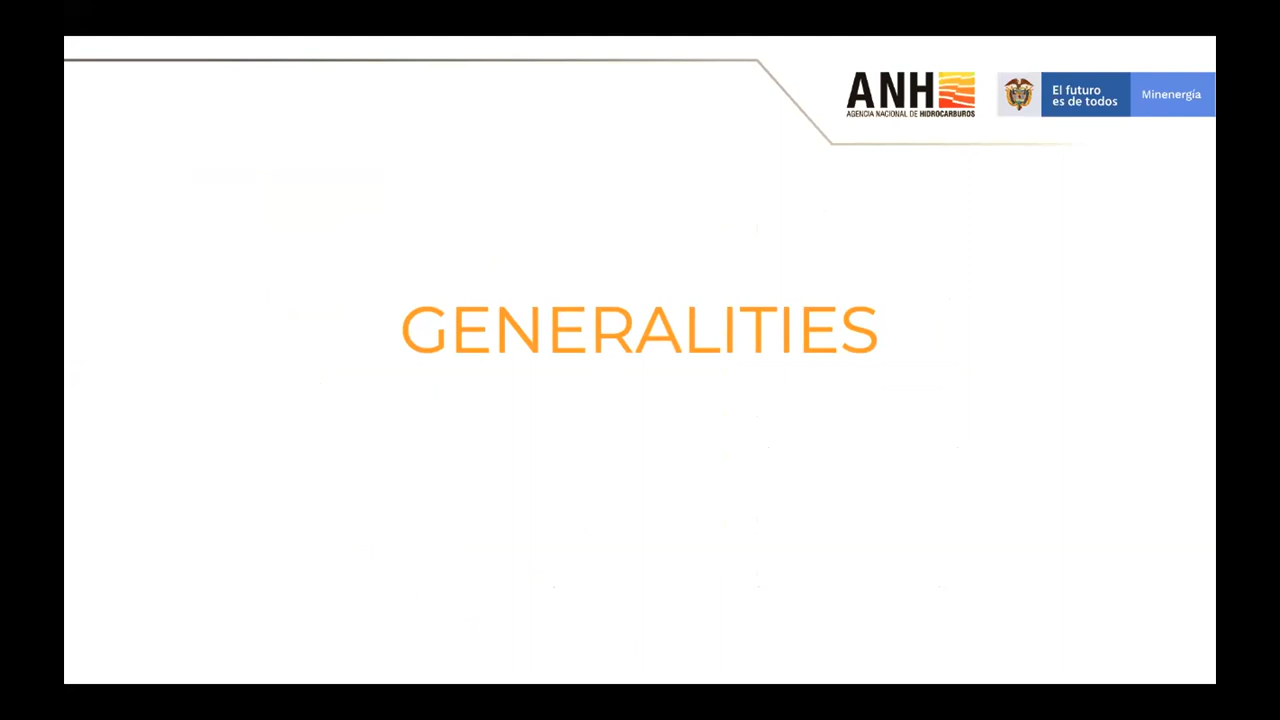 ANH
AGENCIA NACIONAL DE HIDROCARBUROS
El futuro
es de todos
Minenergía
GENERALITIES